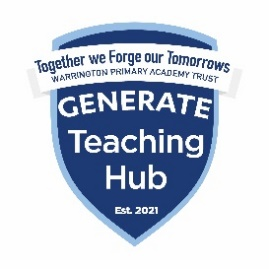 Together we Forge our Tomorrows
WARRINGTON PRIMARY ACADEMY TRUST
GENERATE
Teaching
Hub
Est. 2021